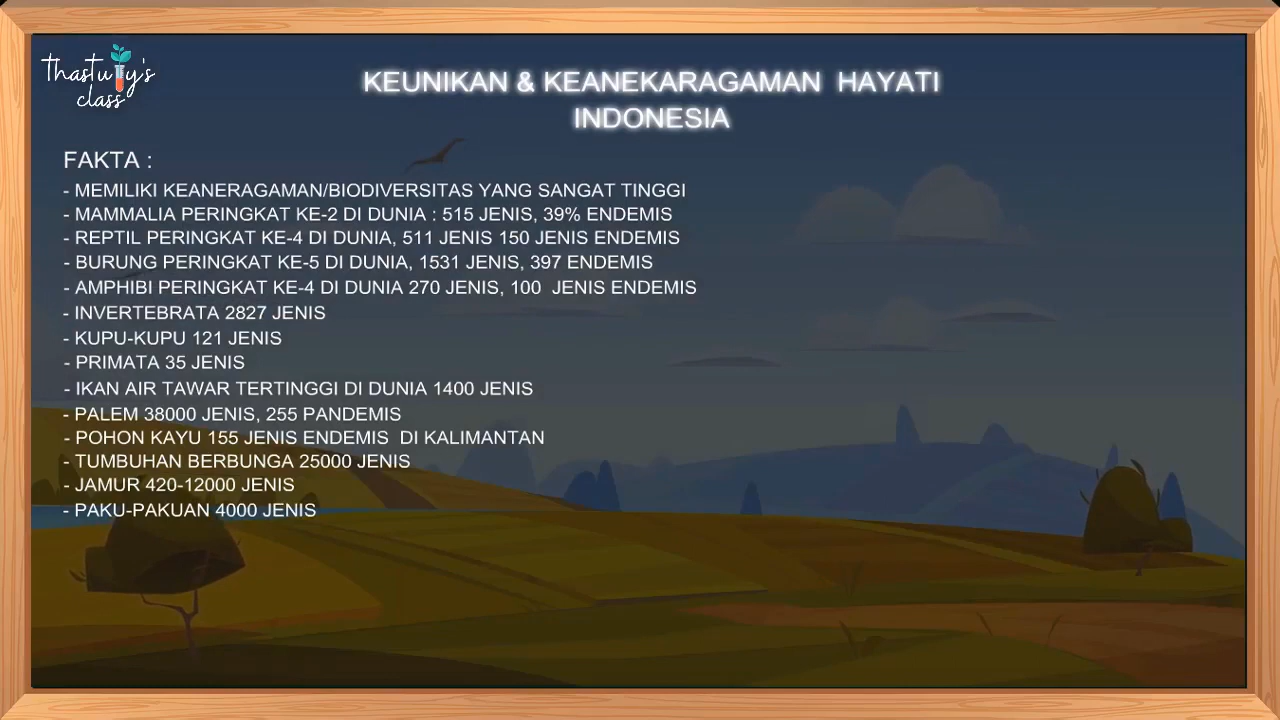 Thastuty's
class
KEUNIKAN & KEANEKARAGAMAN HAYATI
INDONESIA
FAKTA :
- MEMILIKI KEANERAGAMAN/BIODIVERSITAS YANG SANGAT TINGGI
- MAMMALIA PERINGKAT KE-2 DI DUNIA : 515 JENIS, 39% ENDEMIS
- REPTIL PERINGKAT KE-4 DI DUNIA, 511 JENIS 150 JENIS ENDEMIS
- BURUNG PERINGKAT KE-5 DI DUNIA, 1531 JENIS, 397 ENDEMIS
- AMPHIBI PERINGKAT KE-4 DI DUNIA 270 JENIS, 100 JENIS ENDEMIS
- INVERTEBRATA 2827 JENIS
- KUPU-KUPU 121 JENIS
- PRIMATA 35 JENIS
- IKAN AIR TAWAR TERTINGGI DI DUNIA 1400 JENIS
- PALEM 38000 JENIS, 255 PANDEMIS
- POHON KAYU 155 JENIS ENDEMIS DI KALIMANTAN
- TUMBUHAN BERBUNGA 25000 JENIS
- JAMUR 420-12000 JENIS
- PAKU-PAKUAN 4000 JENIS